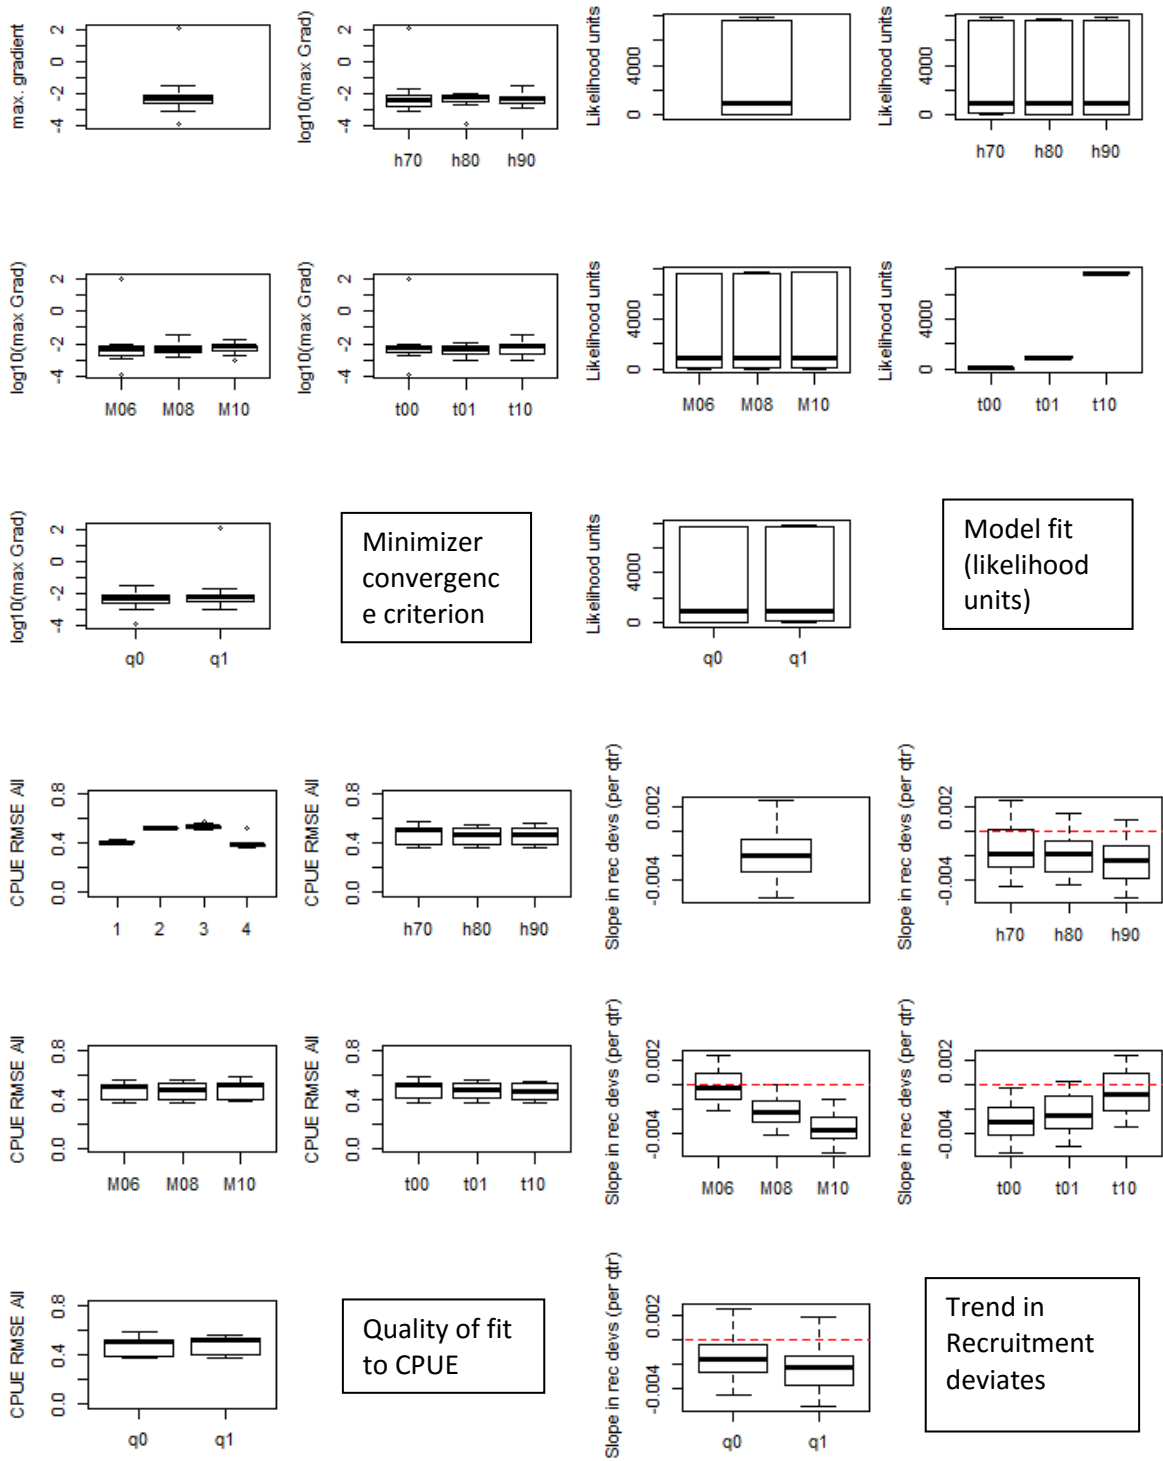 max. gradient
2
0
-2
-4
log10(max Grad)
2
0
-2
-4
h70 h80 h90
Likelihood units
4000
0
Likelihood units
4000
0
h70 h80 h90
log10(max Grad)
2
0
-2
-4
M06 M08 M10
log10(max Grad)
2
0
-2
-4
t00 t01 t10
Likelihood units
4000
0
M06 M08 M10
Likelihood units
4000
0
t00 t01 t10
log10(max Grad)
2
0
-2
-4
q0 q1
Minimizer
convergenc
e criterion
Likelihood units
4000
0
q0 q1
Model fit
(likelihood
units)
CPUE RMSE All
0.8
0.4
0.0
1 2 3 4
CPUE RMSE All
0.8
0.4
0.0
h70 h80 h90
Slope in rec devs (per qtr)
0.002
-0.004
Slope in rec devs (per qtr)
0.002
-0.004
h70 h80 h90
CPUE RMSE All
0.8
0.4
0.0
M06 M08 M10
CPUE RMSE All
0.8
0.4
0.0
t00 t01 t10
Slope in rec devs (per qtr)
0.002
-0.004
M06 M08 M10
Slope in rec devs (per qtr)
0.002
-0.004
t00 t01 t10
CPUE RMSE All
0.8
0.4
0.0
q0 q1
Quality of fit
to CPUE
Slope in rec devs (per qtr)
0.002
-0.004
q0 q1
Trend in
Recruitment
deviates